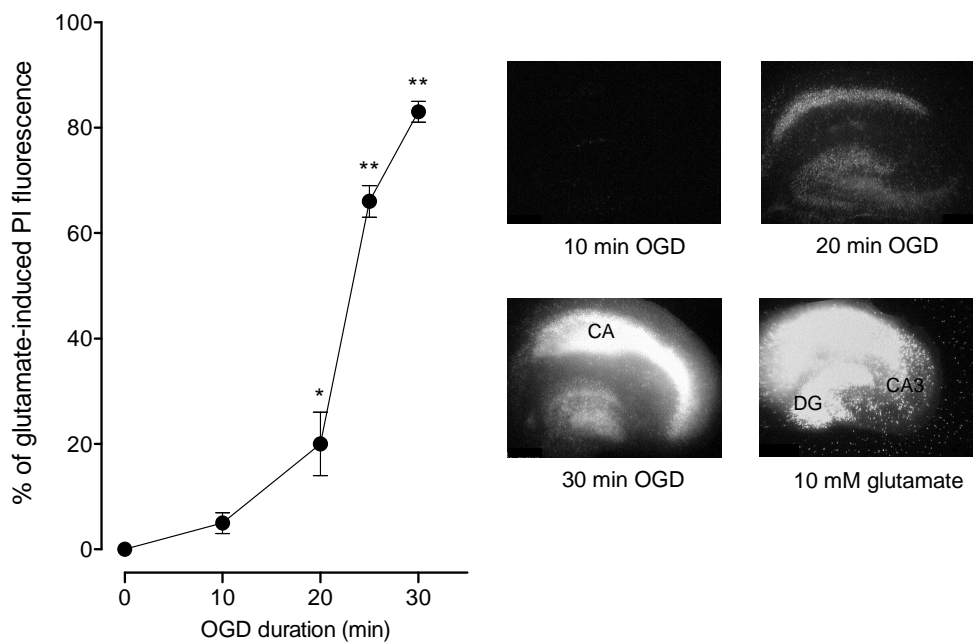 % of glutamate-induced PI fluorescence
100
80
60
40
20
0
**
**
*
0 10 20 30
OGD duration (min)
10 min OGD
20 min OGD
CA
30 min OGD
CA3
DG
10 mM glutamate